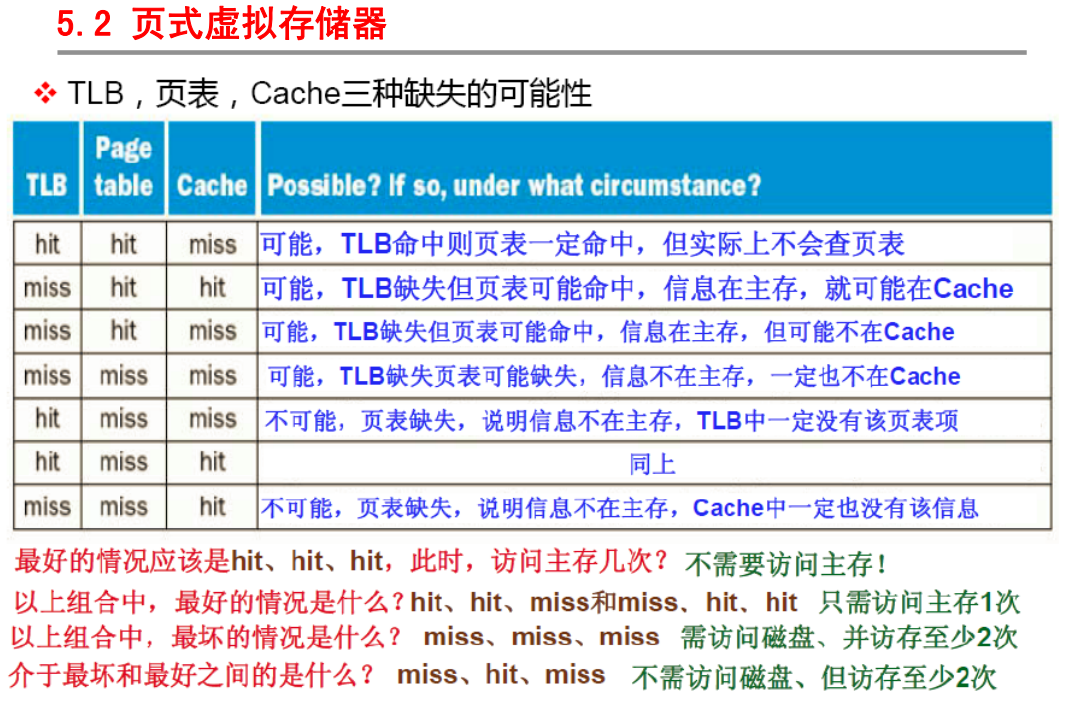 5.2 页式虚拟存储器
TLB，页表，Cache三种缺失的可能性
TLB Page table Cache Possible? If so, under what circumstance?
hit hit miss 可能，TLB命中则页表一定命中，但实际上不会查页表
miss hit hit 可能，TLB缺失但页表可能命中，信息在主存，就可能在Cache
miss hit miss 可能，TLB缺失但页表可能命中，信息在主存，但可能不在Cache
miss miss miss 可能，TLB缺失页表可能缺失，信息不在主存，一定也不在Cache
hit miss miss 不可能，页表缺失，说明信息不在主存，TLB中一定没有该页表项
hit miss hit 同上
miss miss hit 不可能，页表缺失，说明信息不在主存，Cache中一定也没有该信息
最好的情况应该是hit、hit、hit，此时，访问主存几次？ 不需要访问主存！
以上组合中，最好的情况是什么？hit、hit、miss和miss、hit、hit 只需访问主存1次
以上组合中，最坏的情况是什么？ miss、miss、miss 需访问磁盘、并访存至少2次
介于最坏和最好之间的是什么？ miss、hit、miss 不需访问磁盘、但访存至少2次